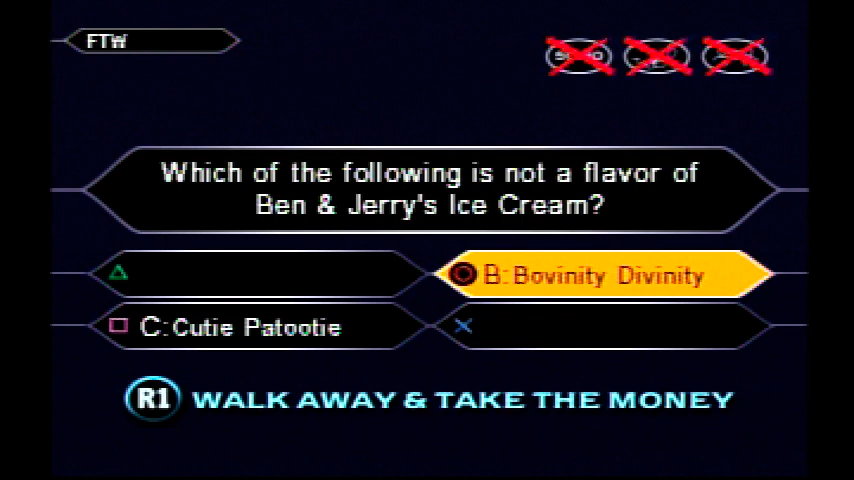 FTW
Which of the following is not a flavor of
Ben & Jerry's Ice Cream?
B: Bovinity Divinity
C: Cutie Patootie
R1 WALK AWAY & TAKE THE MONEY